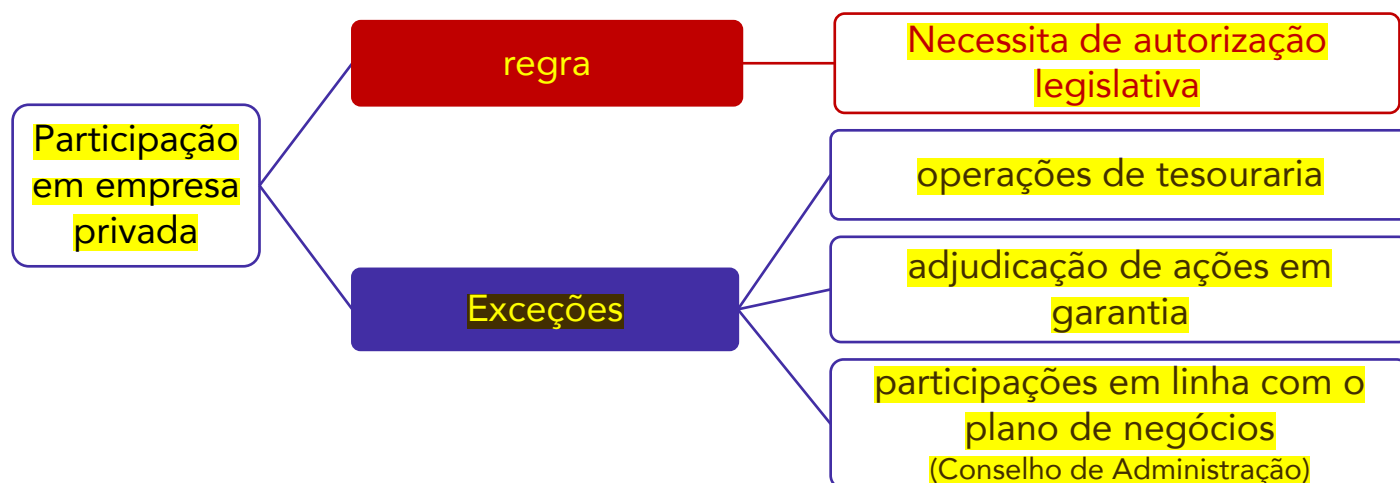 Participação
em empresa
privada
regra
Necessita de autorização
legislativa
Exceções
operações de tesouraria
adjudicação de ações em
garantia
participações em linha com o
plano de negócios
(Conselho de Administração)